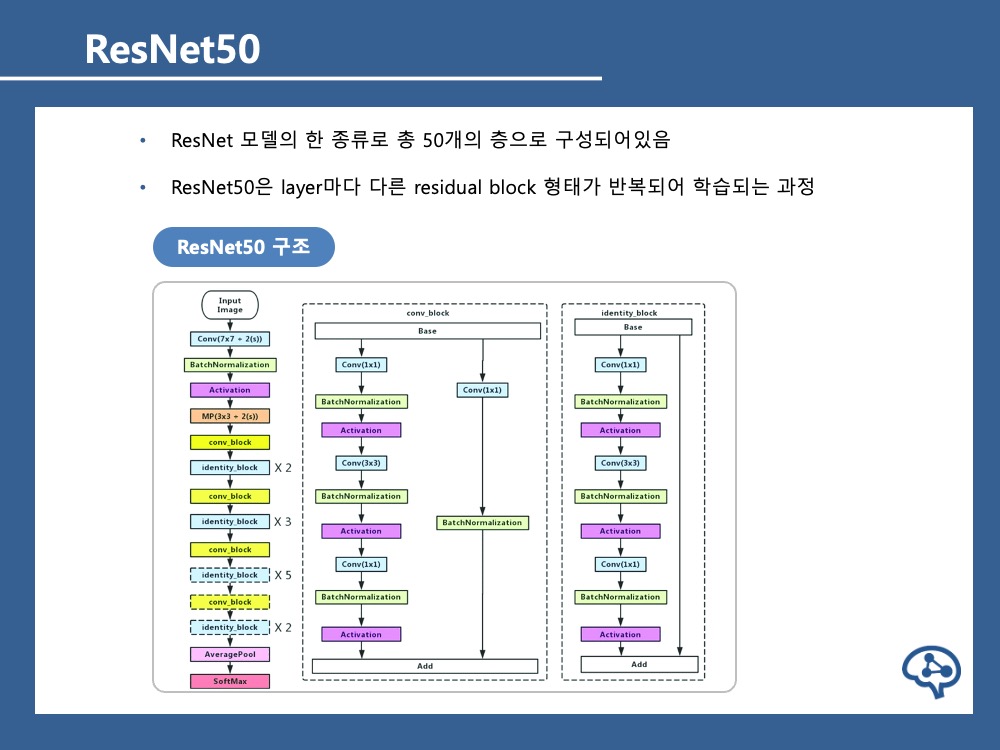 ResNet50
• ResNet 모델의 한 종류로 총 50개의 층으로 구성되어있음
• ResNet50은 layer마다 다른 residual block 형태가 반복되어 학습되는 과정
ResNet50 구조
Input
Image
Conv(7x7 + 2(s))
BatchNormalization
Activation
MP(3x3 + 2(s))
conv_block
identity_block X 2
conv_block
identity_block X 3
conv_block
identity_block X 5
conv_block
identity_block X 2
AveragePool
SoftMax
conv_block
Base
Conv(1x1)
BatchNormalization
Activation
Conv(3x3)
BatchNormalization
Activation
Conv(1x1)
BatchNormalization
Activation
Conv(1x1)
BatchNormalization
Add
identity_block
Base
Conv(1x1)
BatchNormalization
Activation
Conv(3x3)
BatchNormalization
Activation
Conv(1x1)
BatchNormalization
Activation
Add